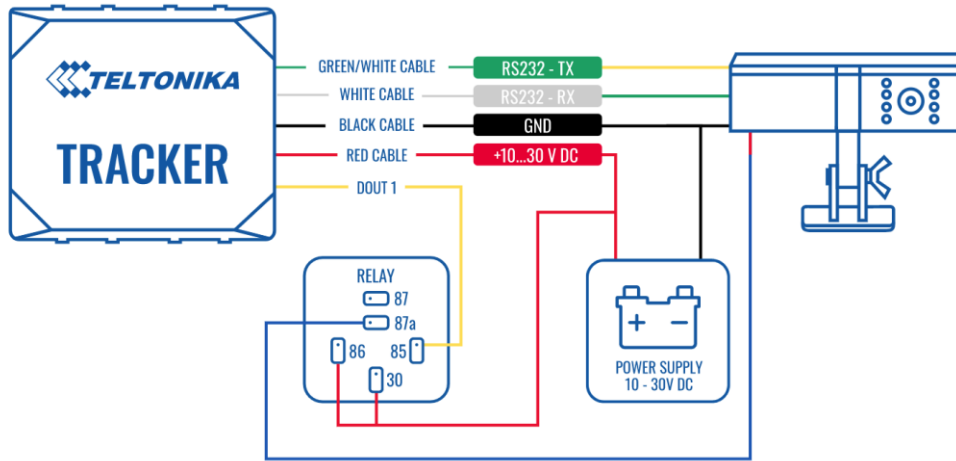 TELTONIKA
TRACKER
GREEN/WHITE CABLE
RS232 - TX
WHITE CABLE
RS232 - RX
BLACK CABLE
GND
RED CABLE
+10...30 V DC
DOUT 1
RELAY
87
87a
86
85
30
+ −
POWER SUPPLY
10 - 30V DC